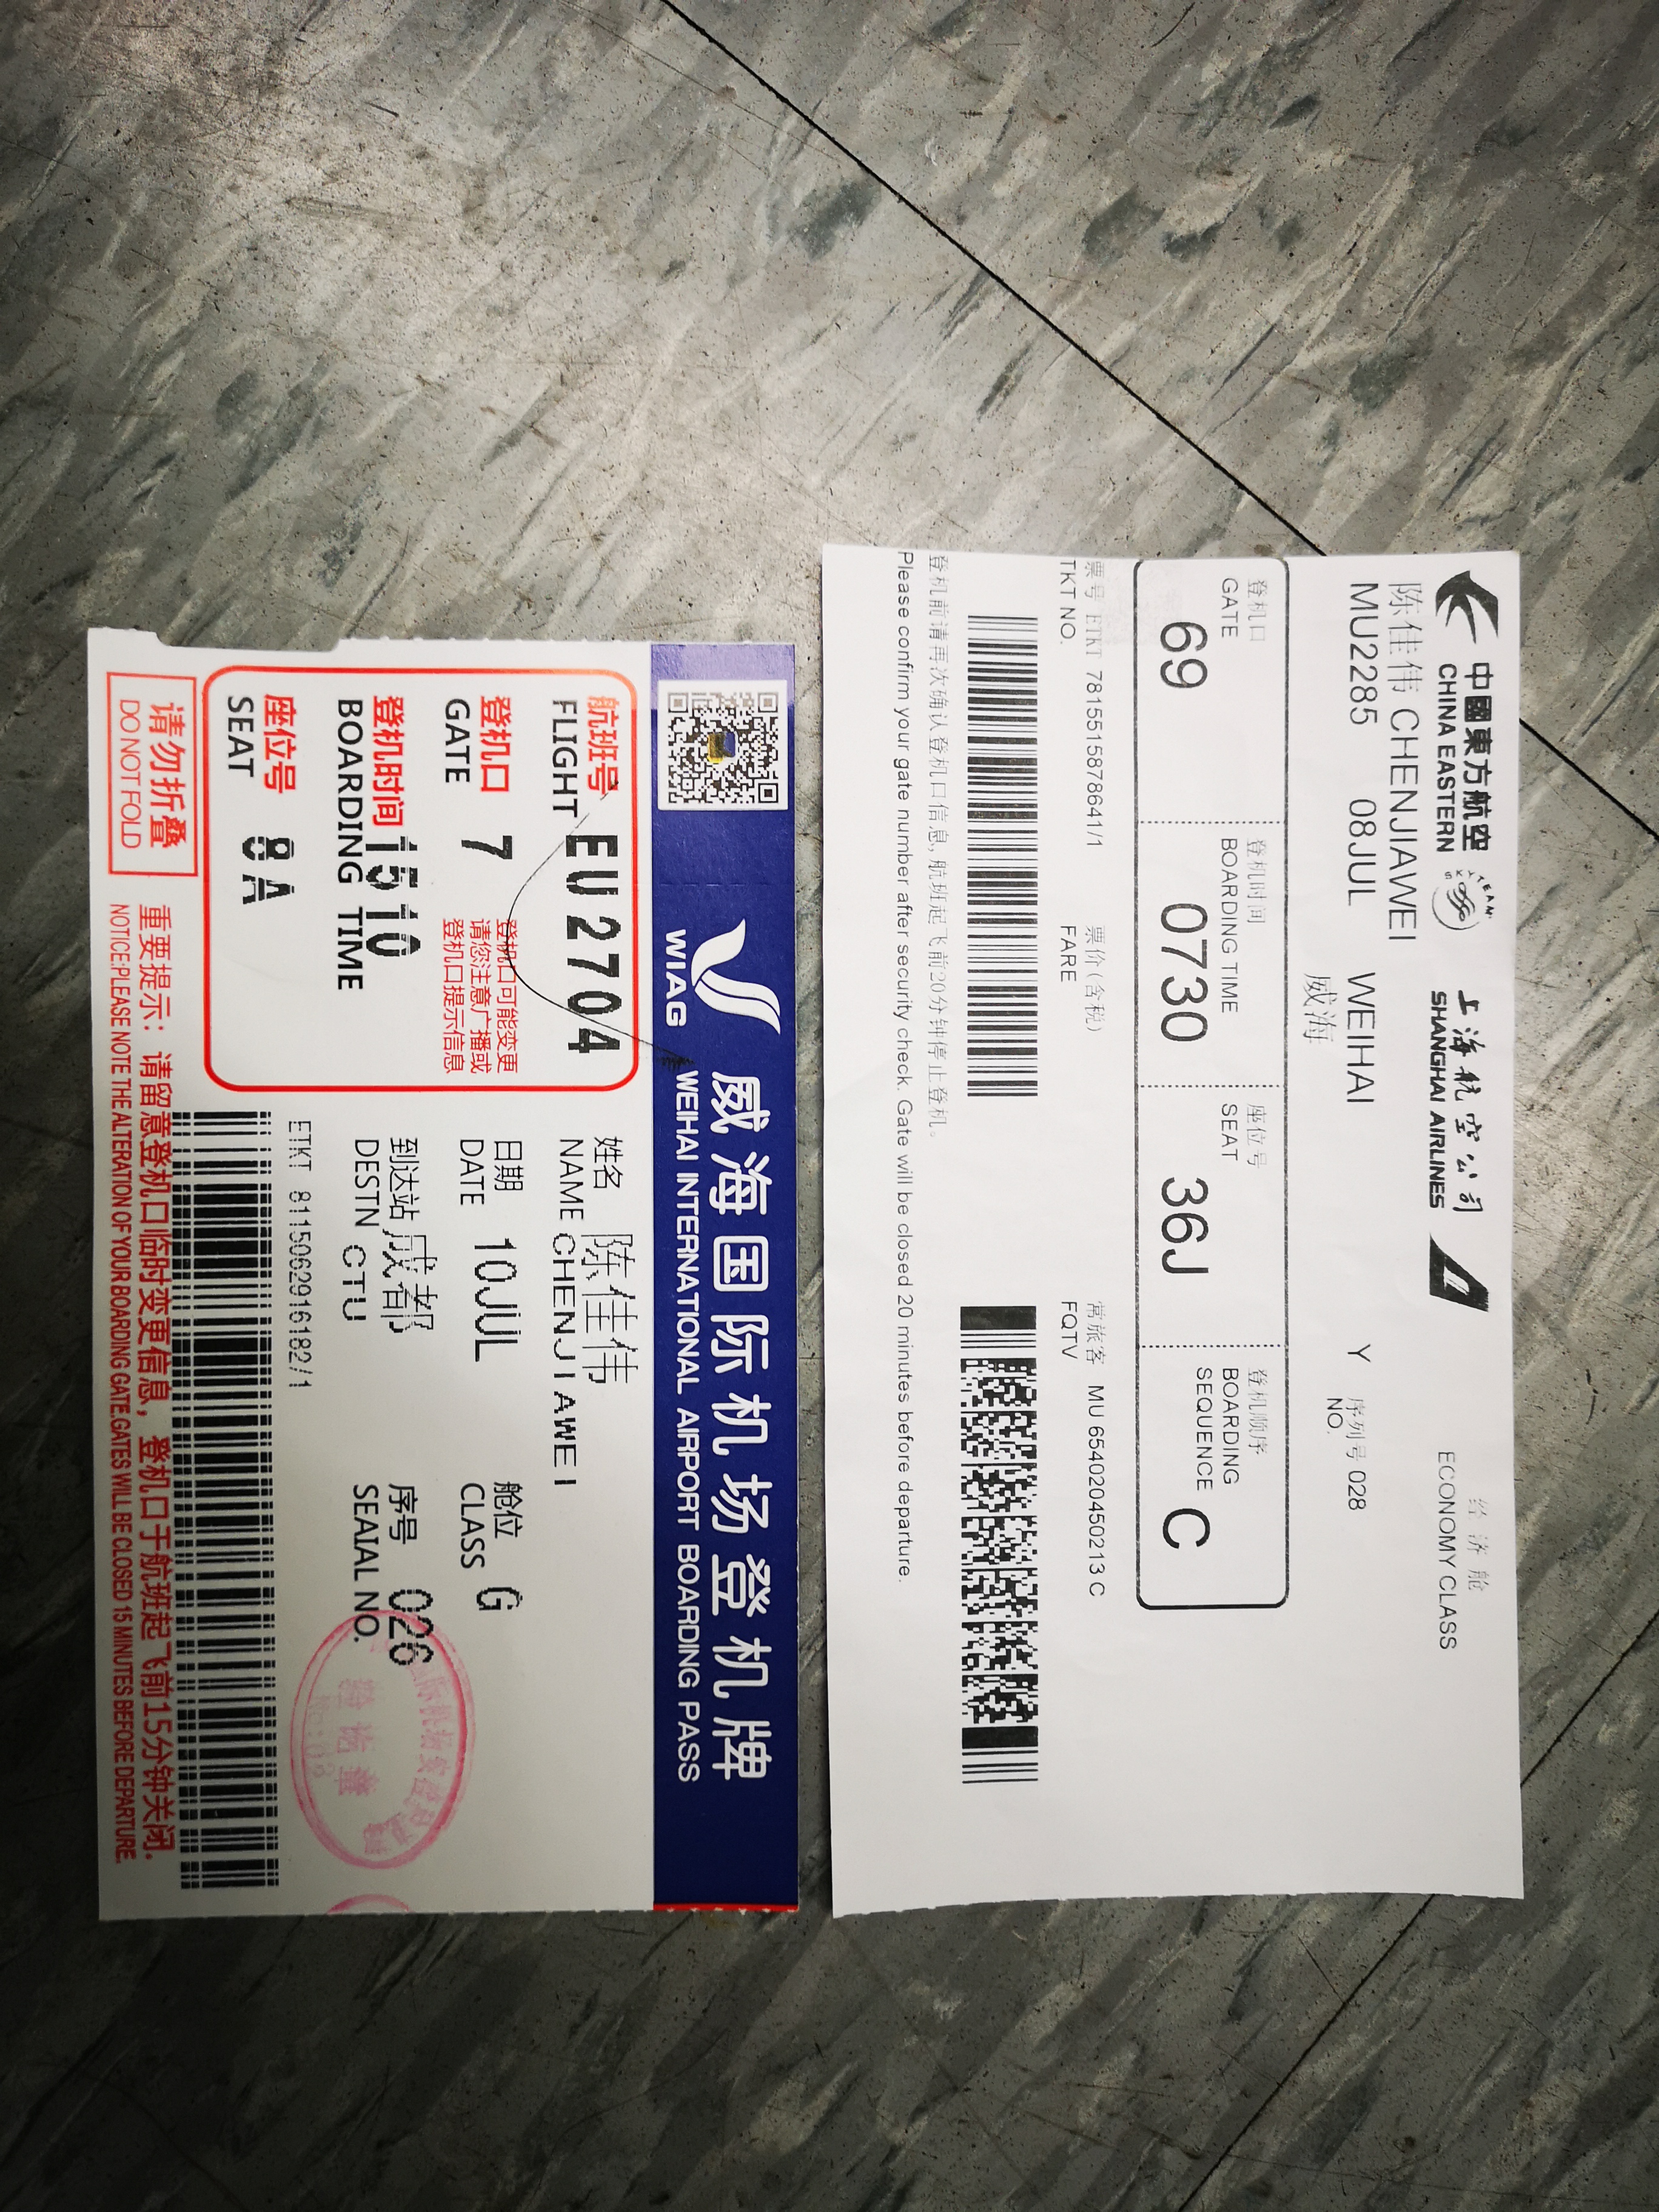 中國東方航空
CHINA EASTERN
SKYTEAM
上海航空公司
SHANGHAI AIRLINES
经济舱
ECONOMY CLASS
陈佳伟 CHENJIAWEI
MU2285 08JUL WEIHAI Y 序列号 028
NO.
威海
登机口 登机时间 座位号 登机顺序
GATE BOARDING TIME SEAT BOARDING
SEQUENCE
69 0730 36J C
票号 ETKT 7815515878641/1 票价(含税) 常旅客 MU 654020450213 C
TKT NO. FARE FQTV
登机前请再次确认登机口信息,航班起飞前20分钟停止登机。
Please confirm your gate number after security check. Gate will be closed 20 minutes before departure.
WIAG
威海国际机场登机牌
WEIHAI INTERNATIONAL AIRPORT BOARDING PASS
航班号
FLIGHT EU2704
登机口
GATE 7
登机口可能变更
请您注意广播或
登机口提示信息
登机时间
BOARDING TIME 1510
座位号
SEAT 8A
请勿折叠
DO NOT FOLD
姓名 陈佳伟
NAME CHENJIAWEI
日期 舱位
DATE 10JUL CLASS G
到达站 成都 序号 026
DESTN CTU SEAIAL NO.
ETKT 8115062916182/1
重要提示：请留意登机口临时变更信息，登机口于航班起飞前15分钟关闭.
NOTICE:PLEASE NOTE THE ALTERATION OF YOUR BOARDING GATE.GATES WILL BE CLOSED 15 MINUTES BEFORE DEPARTURE.